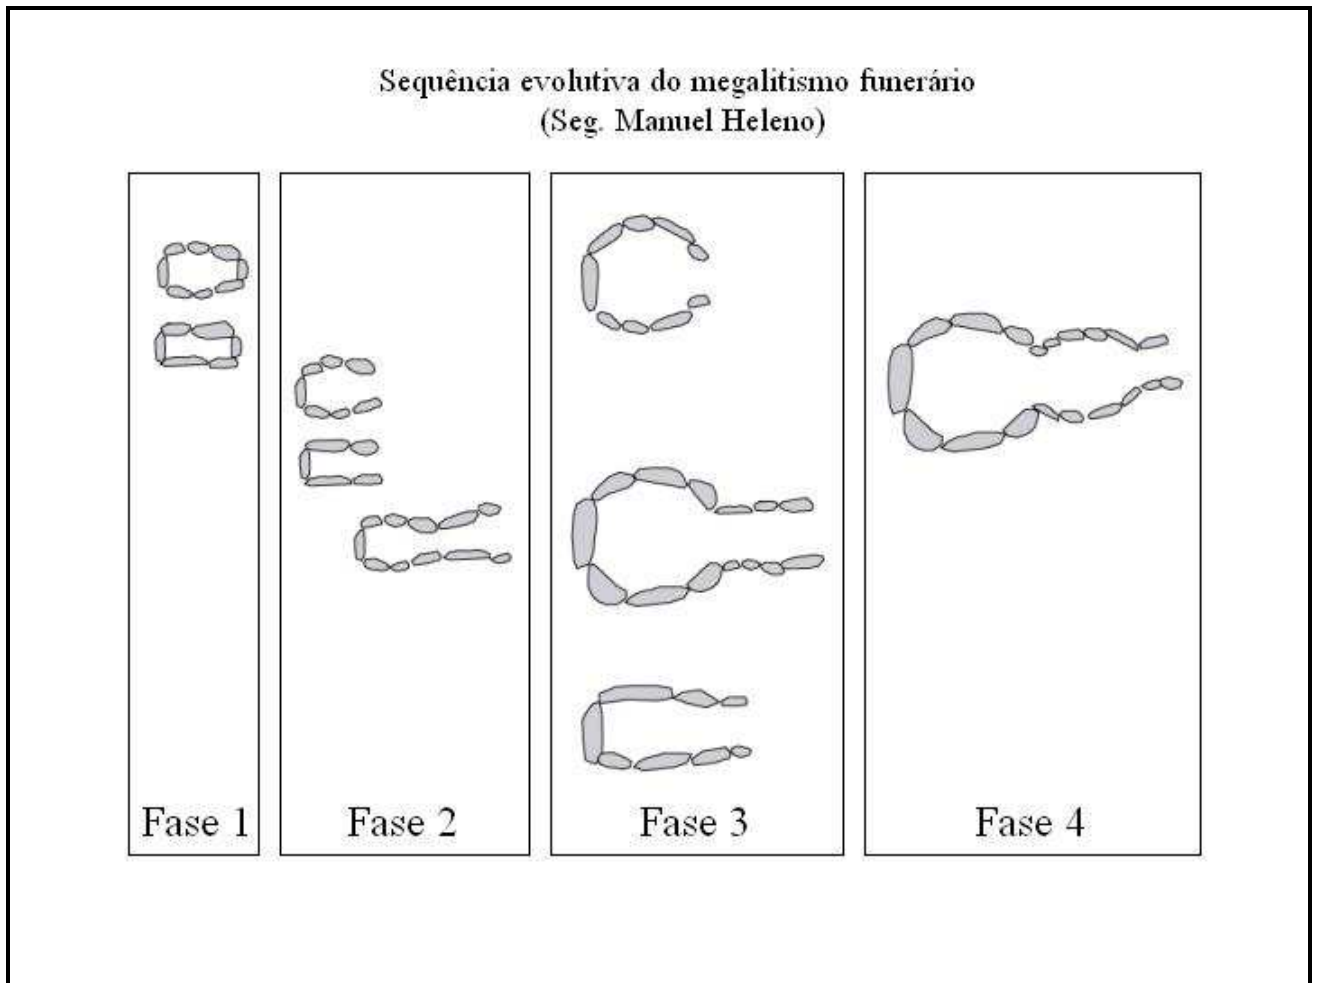 Sequência evolutiva do megalitismo funerário
(Seg. Manuel Heleno)
Fase 1
Fase 2
Fase 3
Fase 4